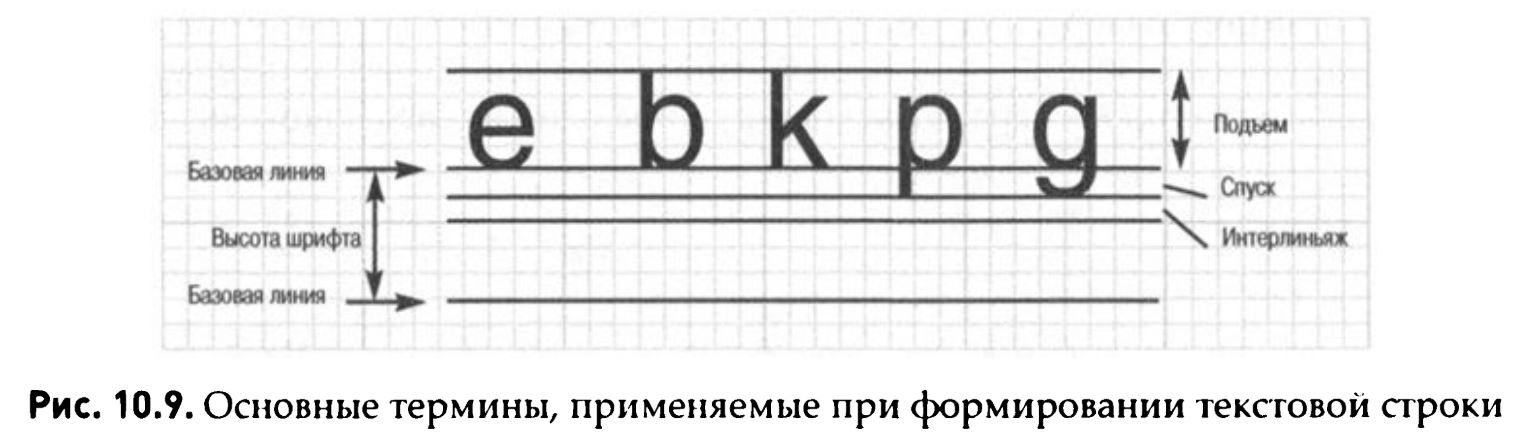 e b k p g
Подъем
Базовая линия
Спуск
Высота шрифта
Интерлиньяж
Базовая линия
Рис. 10.9. Основные термины, применяемые при формировании текстовой строки